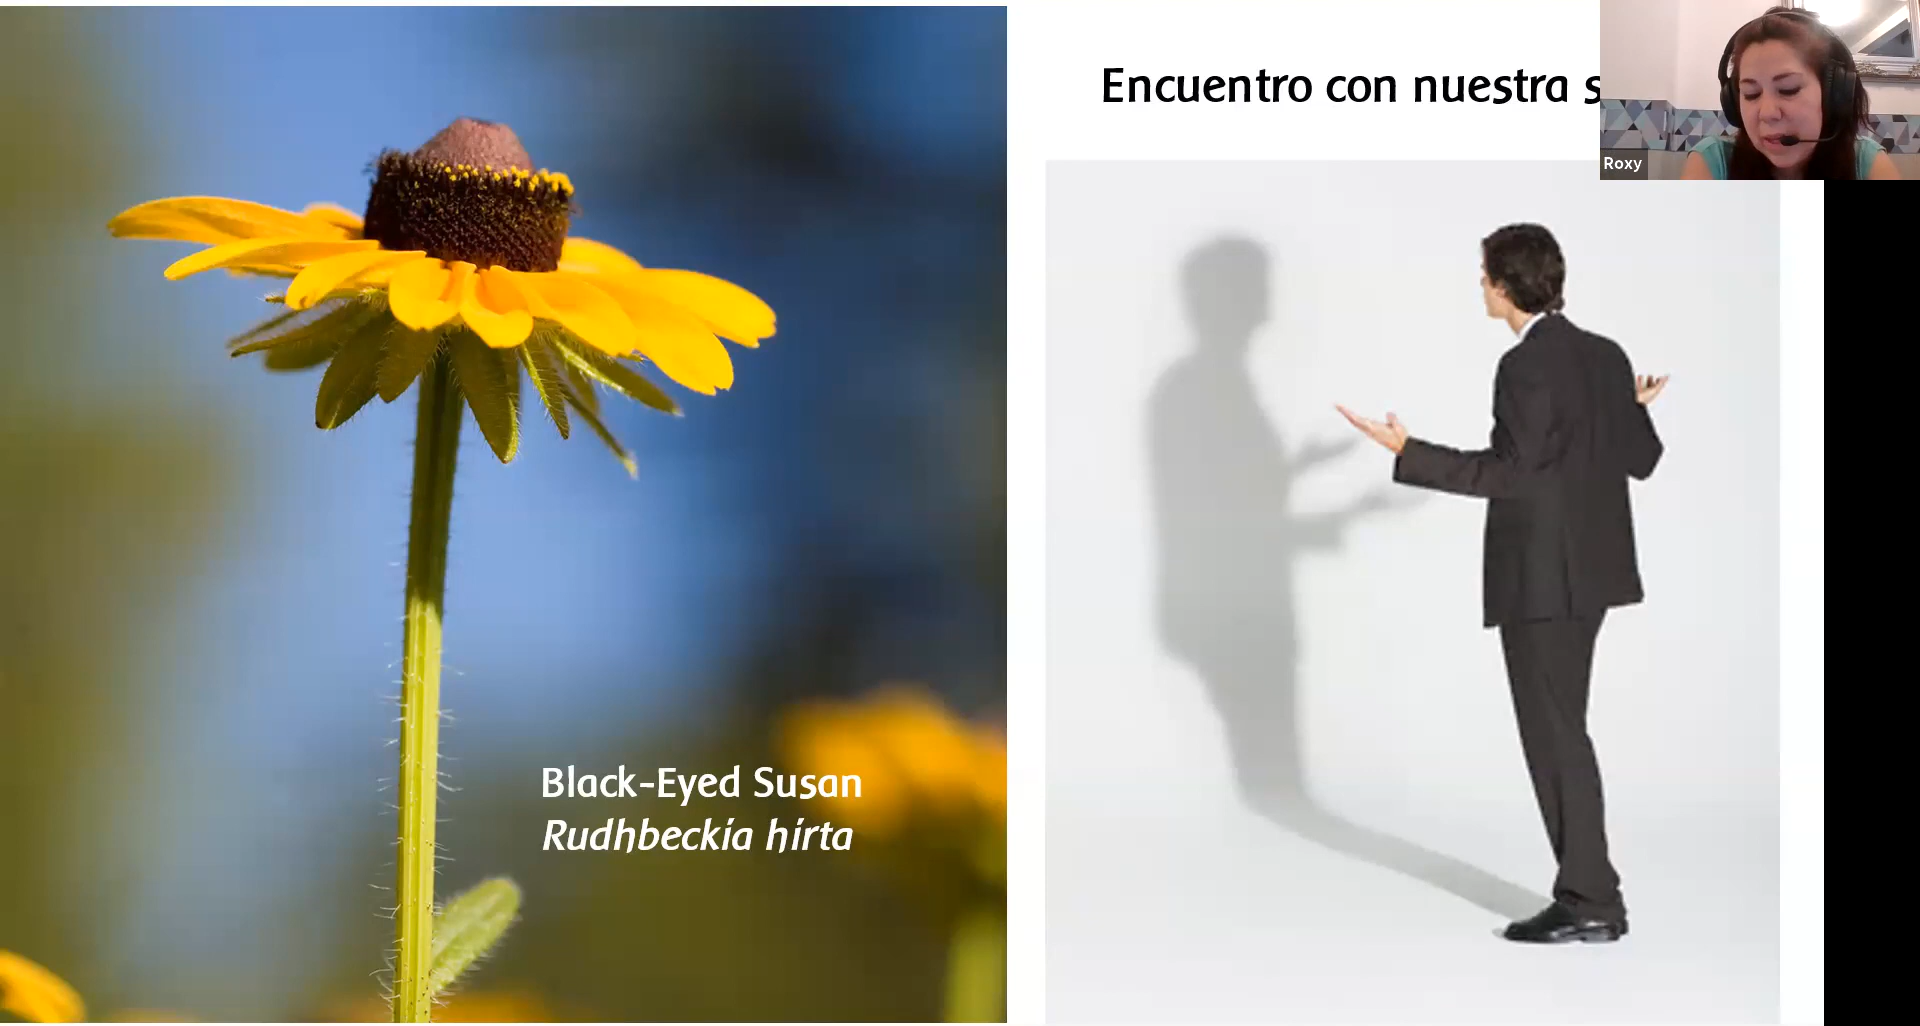 Encuentro con nuestra s
Roxy
Black-Eyed Susan
Rudhbeckia hirta